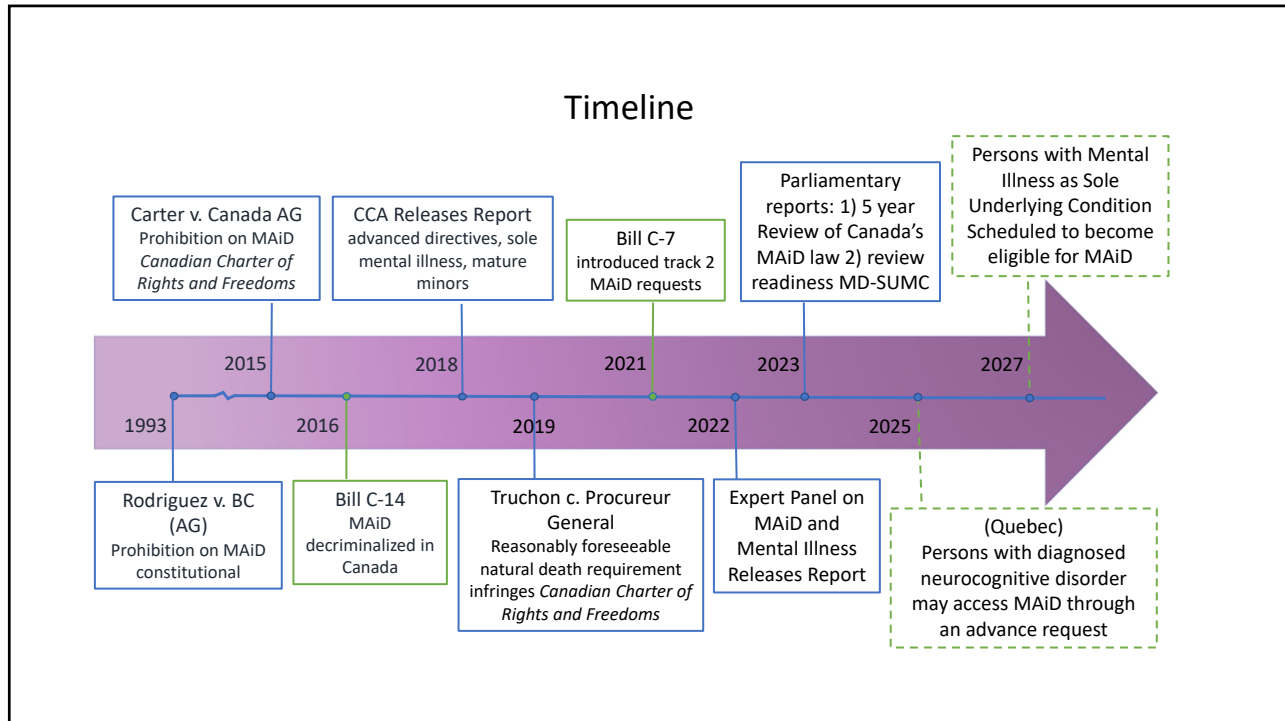 Timeline
Carter v. Canada AG
Prohibition on MAiD
Canadian Charter of
Rights and Freedoms
CCA Releases Report
advanced directives, sole
mental illness, mature
minors
Bill C-7
introduced track 2
MAiD requests
Parliamentary
reports: 1) 5 year
Review of Canada’s
MAiD law 2) review
readiness MD-SUMC
Persons with Mental
Illness as Sole
Underlying Condition
Scheduled to become
eligible for MAiD
2015
2018
2021
2023
2027
1993
2016
2019
2022
2025
Rodriguez v. BC
(AG)
Prohibition on MAiD
constitutional
Bill C-14
MAiD
decriminalized in
Canada
Truchon c. Procureur
General
Reasonably foreseeable
natural death requirement
infringes Canadian Charter of
Rights and Freedoms
Expert Panel on
MAiD and
Mental Illness
Releases Report
(Quebec)
Persons with diagnosed
neurocognitive disorder
may access MAiD through
an advance request